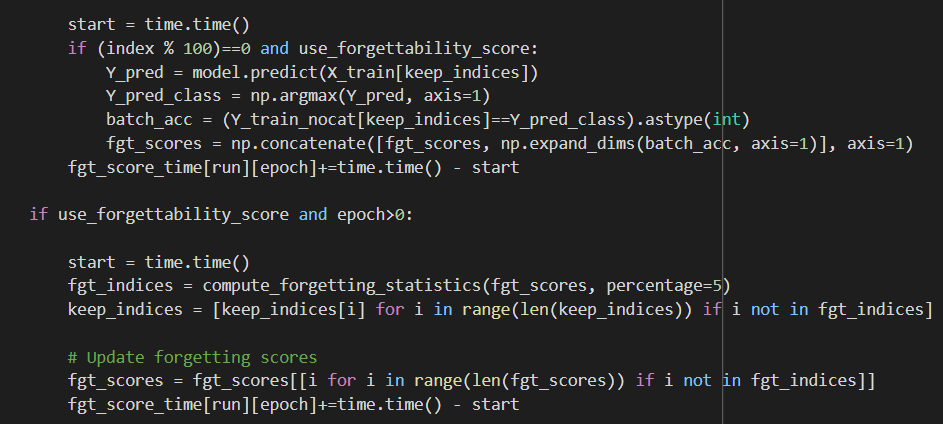 start = time.time()
if (index % 100)==0 and use_forgettability_score:
Y_pred = model.predict(X_train[keep_indices])
Y_pred_class = np.argmax(Y_pred, axis=1)
batch_acc = (Y_train_nocat[keep_indices]==Y_pred_class).astype(int)
fgt_scores = np.concatenate([fgt_scores, np.expand_dims(batch_acc, axis=1)], axis=1)
fgt_score_time[run][epoch]+=time.time() - start
if use_forgettability_score and epoch>0:
start = time.time()
fgt_indices = compute_forgetting_statistics(fgt_scores, percentage=5)
keep_indices = [keep_indices[i] for i in range(len(keep_indices)) if i not in fgt_indices]
# Update forgetting scores
fgt_scores = fgt_scores[[i for i in range(len(fgt_scores)) if i not in fgt_indices]]
fgt_score_time[run][epoch]+=time.time() - start